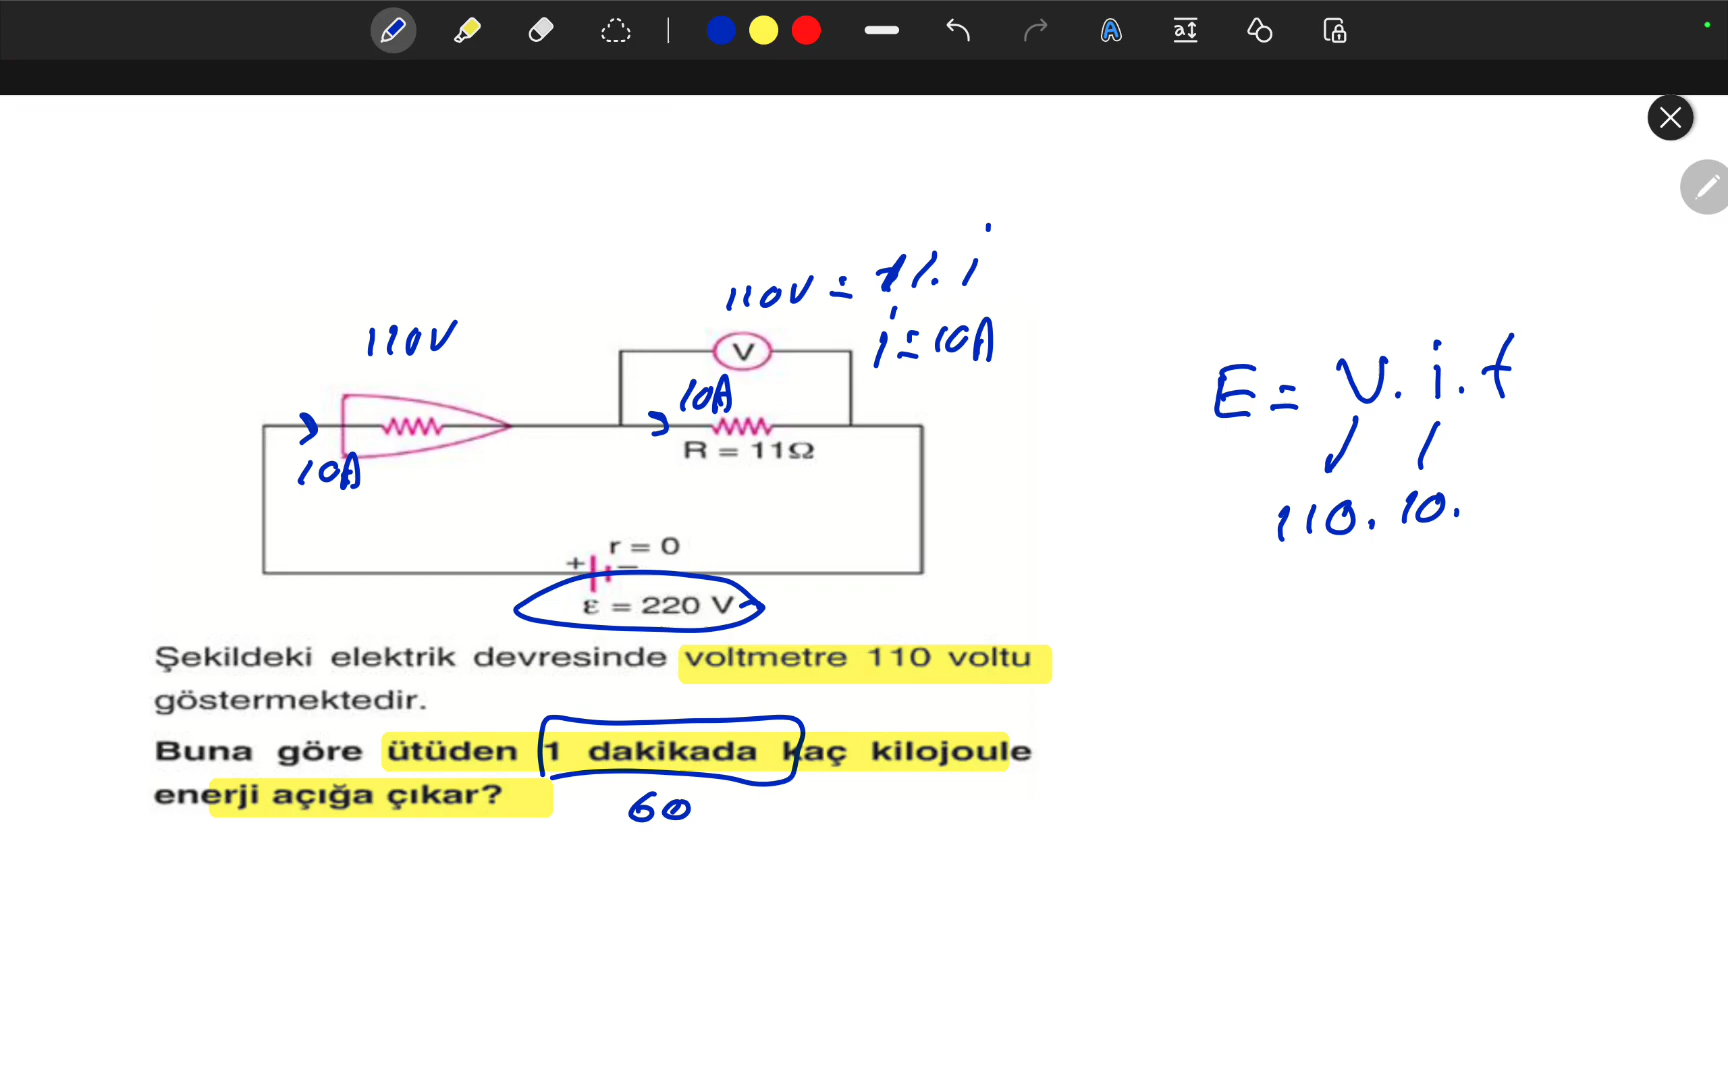 110V = 11. i
i = 10A
110V
V
10A
10A
R = 11Ω
r = 0
+ −
ε = 220 V
E = V. i. t
110. 10.
Şekildeki elektrik devresinde voltmetre 110 voltu
göstermektedir.
Buna göre ütüden 1 dakikada kaç kilojoule
enerji açığa çıkar?
60